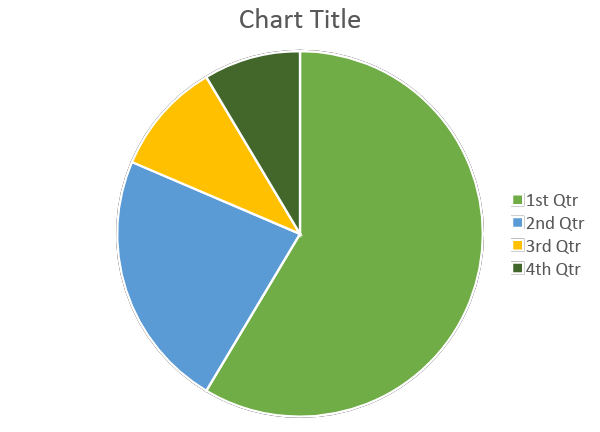 Chart Title
1st Qtr
2nd Qtr
3rd Qtr
4th Qtr